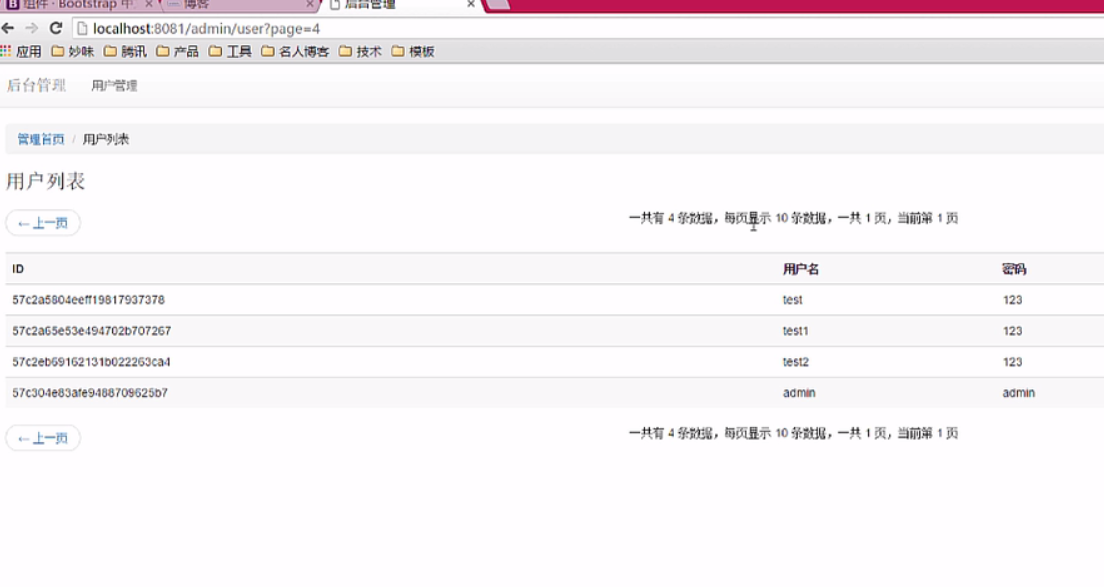 组件 · Bootstrap 中 × 博客 × 后台管理 ×
localhost:8081/admin/user?page=4
应用 妙味 腾讯 产品 工具 名人博客 技术 模板
后台管理 用户管理
管理首页 / 用户列表
用户列表
← 上一页 一共有 4 条数据，每页显示 10 条数据，一共 1 页，当前第 1 页
ID 用户名 密码
57c2a5804eeff19817937378 test 123
57c2a65e53e494702b707267 test1 123
57c2eb69162131b022263ca4 test2 123
57c304e83afe9488709625b7 admin admin
← 上一页 一共有 4 条数据，每页显示 10 条数据，一共 1 页，当前第 1 页